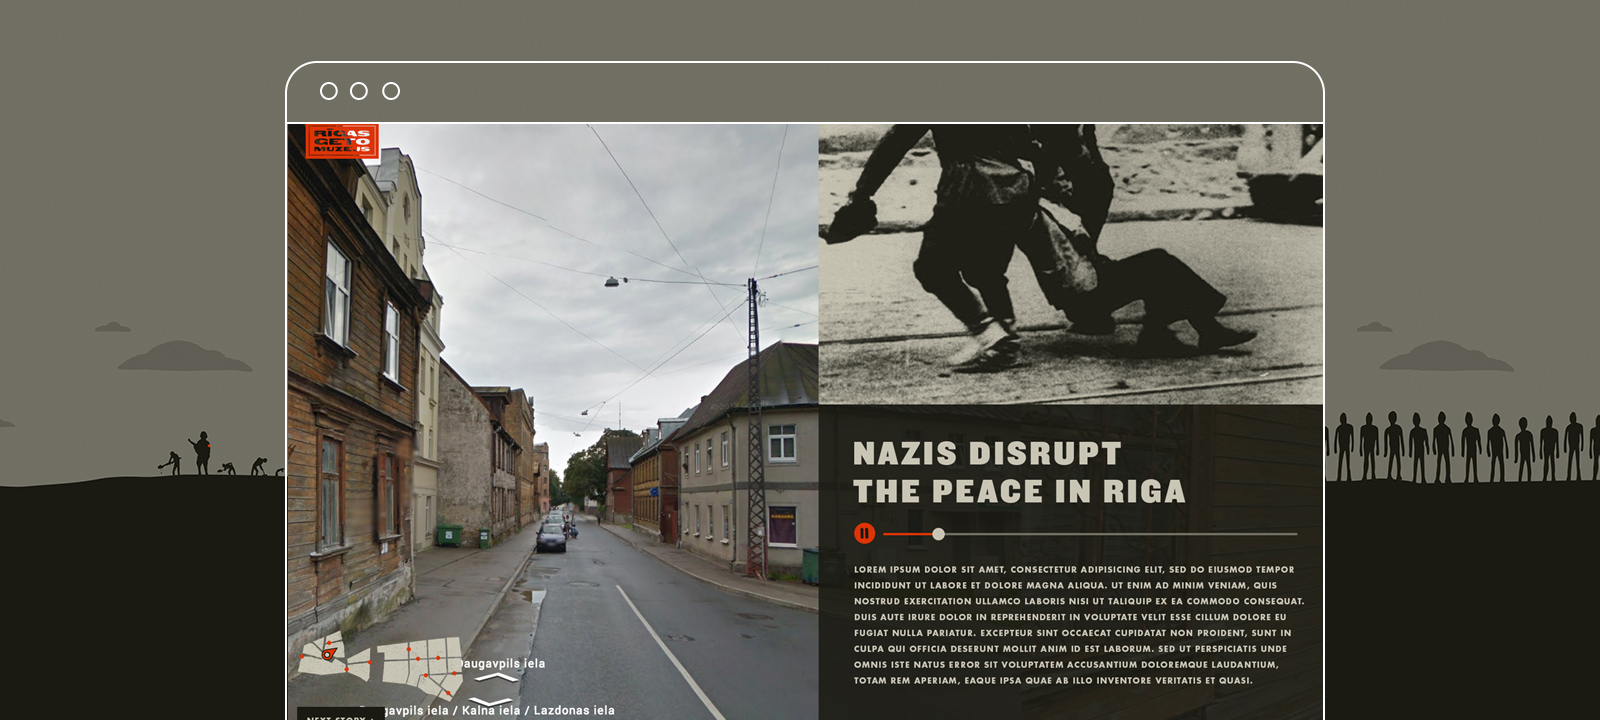 RĪGAS
GETO
MUZEJS
NAZIS DISRUPT
THE PEACE IN RIGA
LOREM IPSUM DOLOR SIT AMET, CONSECTETUR ADIPISICING ELIT, SED DO EIUSMOD TEMPOR
INCIDIDUNT UT LABORE ET DOLORE MAGNA ALIQUA. UT ENIM AD MINIM VENIAM, QUIS
NOSTRUD EXERCITATION ULLAMCO LABORIS NISI UT TALIQUIP EX EA COMMODO CONSEQUAT.
DUIS AUTE IRURE DOLOR IN REPREHENDERIT IN VOLUPTATE VELIT ESSE CILLUM DOLORE EU
FUGIAT NULLA PARIATUR. EXCEPTEUR SINT OCCAECAT CUPIDATAT NON PROIDENT, SUNT IN
CULPA QUI OFFICIA DESERUNT MOLLIT ANIM ID EST LABORUM. SED UT PERSPICIATIS UNDE
OMNIS ISTE NATUS ERROR SIT VOLUPTATEM ACCUSANTIUM DOLOREMQUE LAUDANTIUM,
TOTAM REM APERIAM, EAQUE IPSA QUAE AB ILLO INVENTORE VERITATIS ET QUASI.
Daugavpils iela
gavpils iela / Kalna iela / Lazdonas iela
NEXT STORY